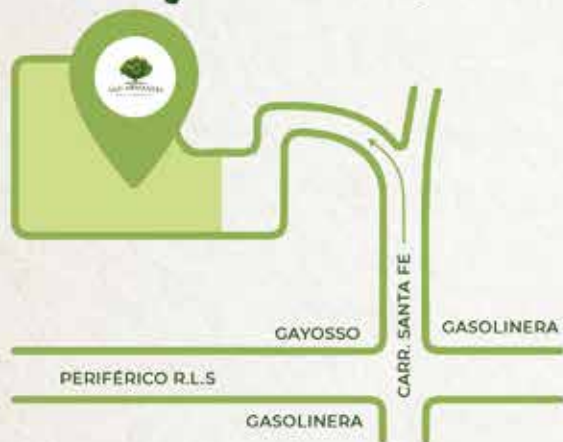 GAYOSSO
GASOLINERA
CARR. SANTA FE
PERIFÉRICO R.L.S
GASOLINERA